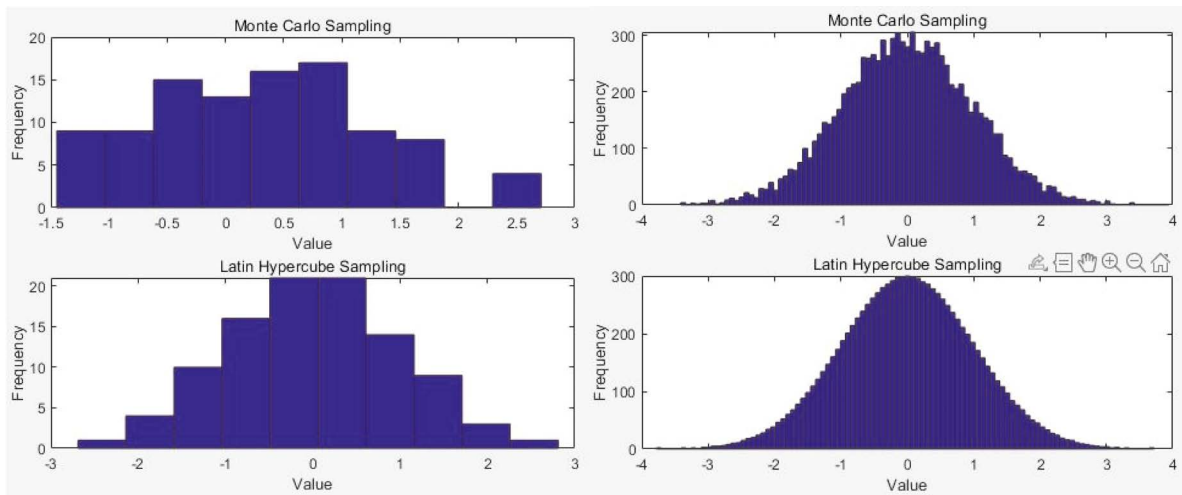 Monte Carlo Sampling
20
15
10
5
0
Frequency
-1.5 -1 -0.5 0 0.5 1 1.5 2 2.5 3
Value
Monte Carlo Sampling
300
200
100
0
Frequency
-4 -3 -2 -1 0 1 2 3 4
Value
Latin Hypercube Sampling
20
15
10
5
0
Frequency
-3 -2 -1 0 1 2 3
Value
Latin Hypercube Sampling
300
200
100
0
Frequency
-4 -3 -2 -1 0 1 2 3 4
Value